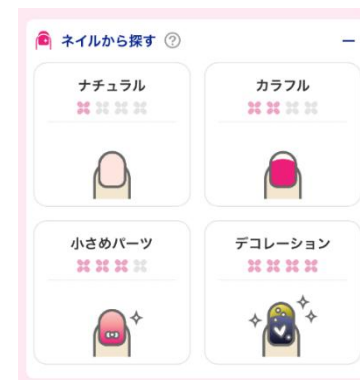 ネイルから探す ?
ナチュラル
カラフル
小さめパーツ
デコレーション